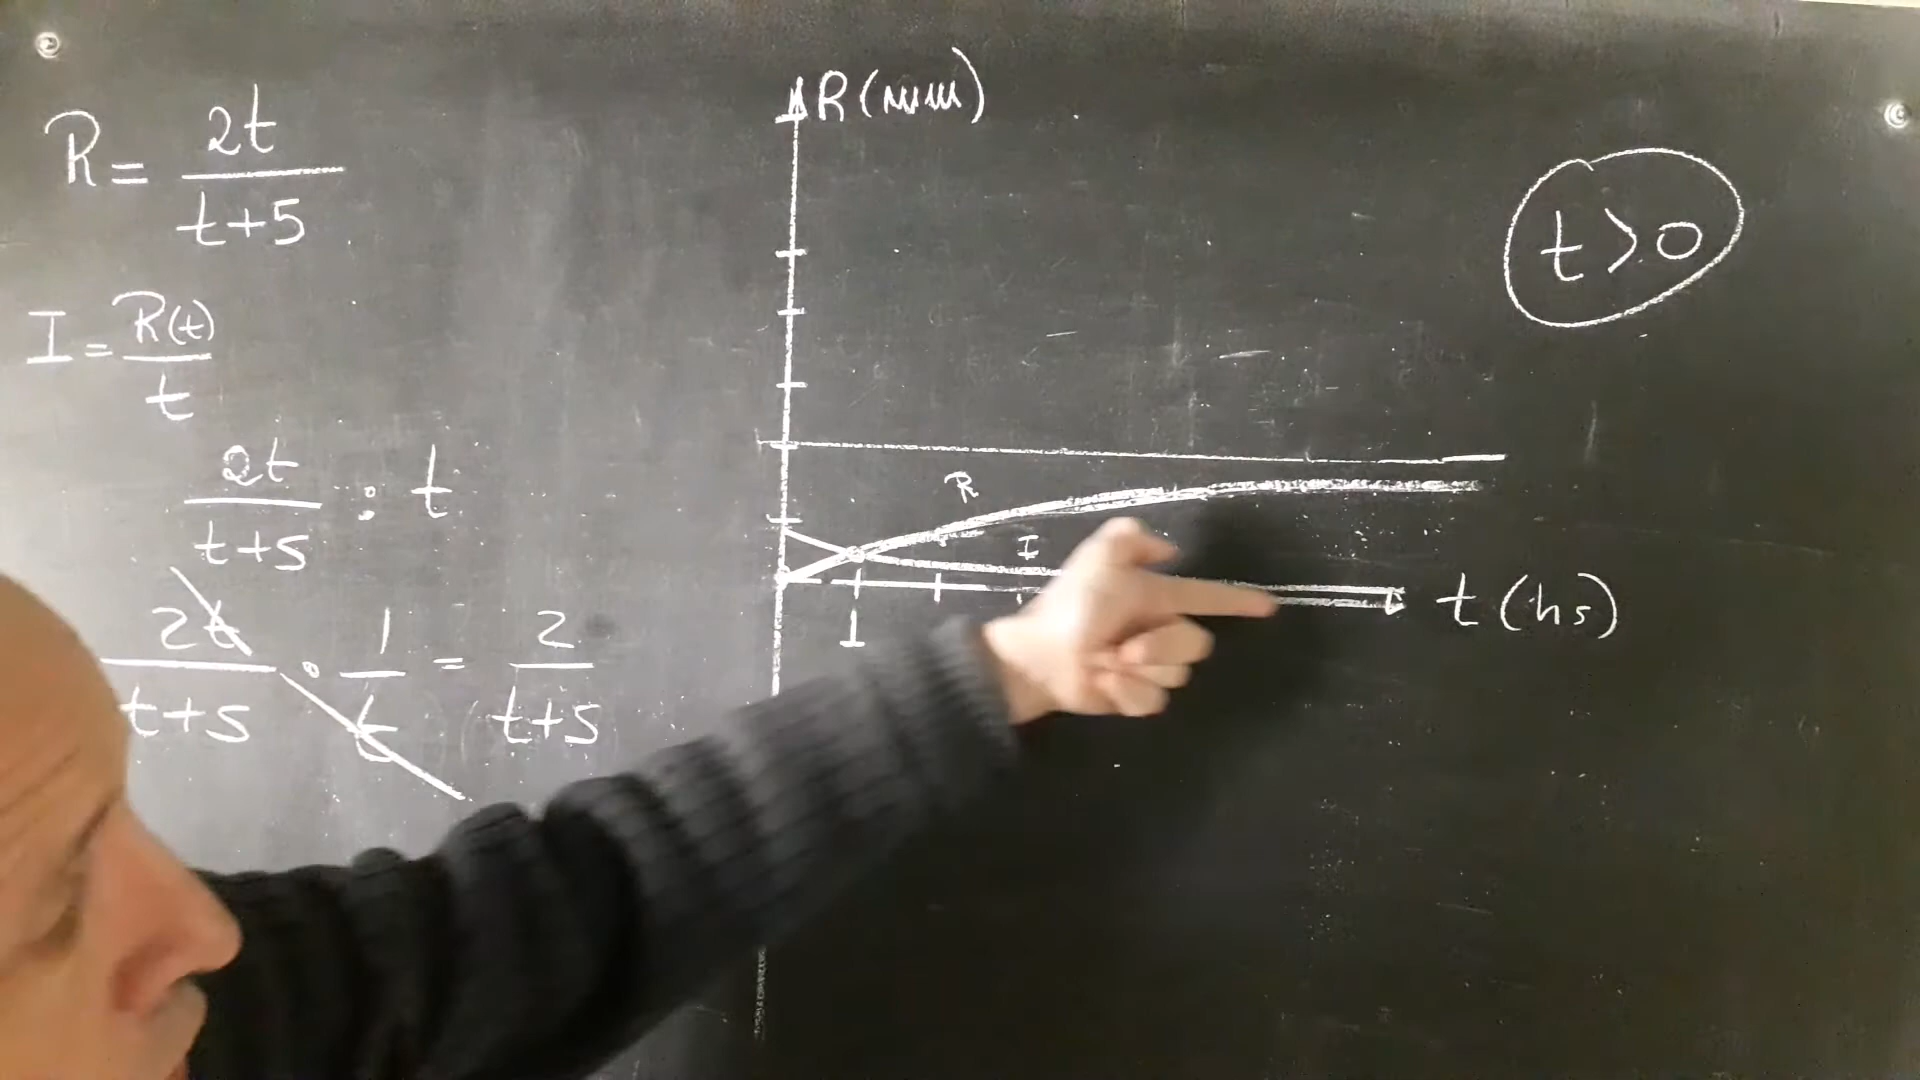 R = 2t / t+5
I = R(t) / t
2t / t+5 : t
2t / t+5 · 1 / t = 2 / t+5
R (mm)
R
I
1
t (hs)
t > 0